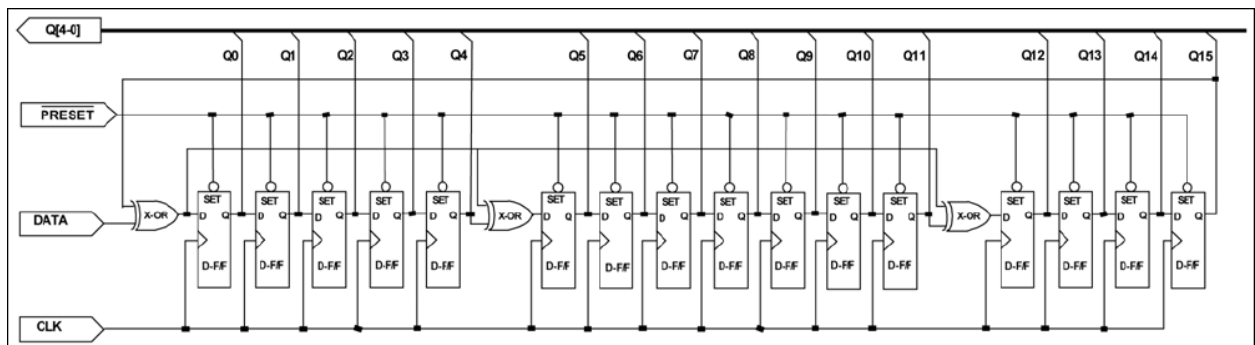 Q[4-0]
Q0 Q1 Q2 Q3 Q4 Q5 Q6 Q7 Q8 Q9 Q10 Q11 Q12 Q13 Q14 Q15
PRESET
SET SET SET SET SET SET SET SET SET SET SET SET SET SET SET SET
X-OR D Q D Q D Q D Q D Q X-OR D Q D Q D Q D Q D Q D Q D Q X-OR D Q D Q D Q D Q
DATA
D-F/F D-F/F D-F/F D-F/F D-F/F D-F/F D-F/F D-F/F D-F/F D-F/F D-F/F D-F/F D-F/F D-F/F D-F/F D-F/F
CLK